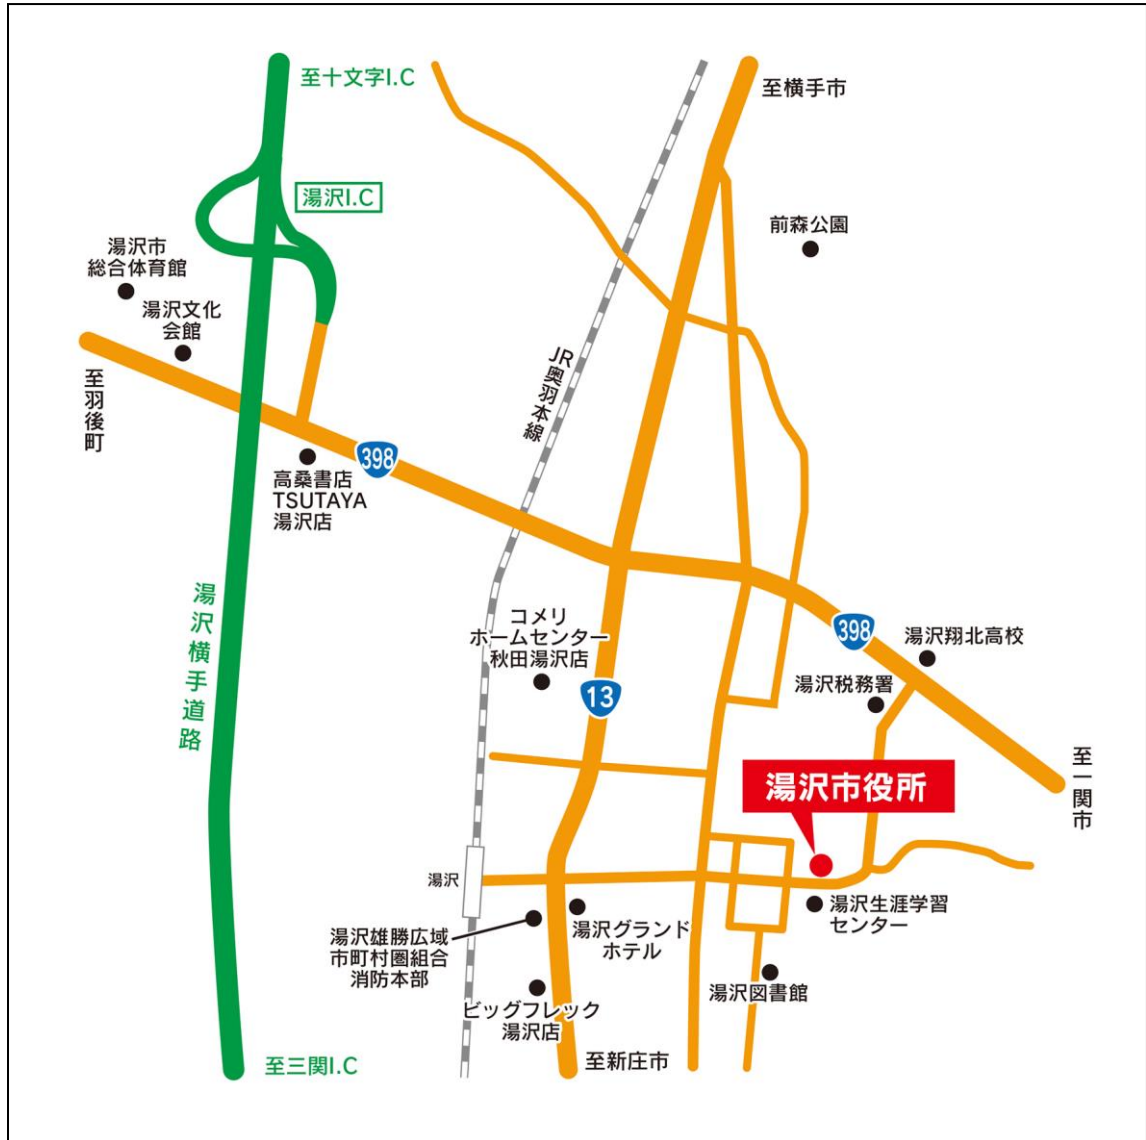 至十文字I.C
至横手市
湯沢I.C
前森公園
湯沢市
総合体育館
湯沢文化
会館
至羽後町
JR奥羽本線
398
高桑書店
TSUTAYA
湯沢店
湯沢横手道路
コメリ
ホームセンター
秋田湯沢店
13
398
湯沢翔北高校
湯沢税務署
至一関市
湯沢市役所
湯沢
湯沢生涯学習
センター
湯沢グランド
ホテル
湯沢雄勝広域
市町村圏組合
消防本部
湯沢図書館
ビッグフレック
湯沢店
至三関I.C
至新庄市